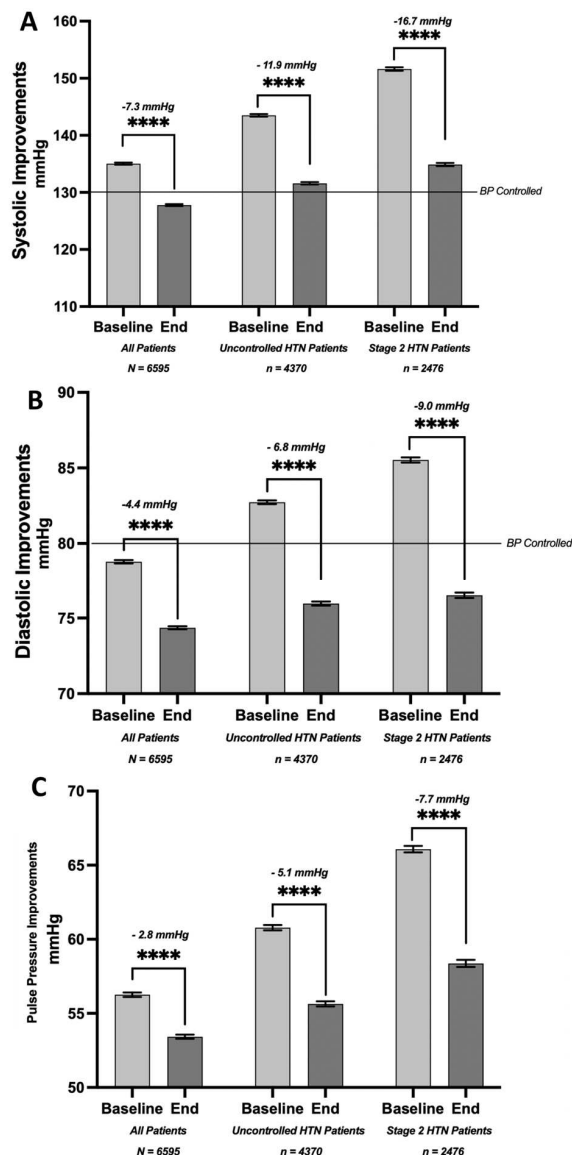 A
Systolic Improvements
mmHg
160
150
140
130
120
110
-7.3 mmHg
****
- 11.9 mmHg
****
-16.7 mmHg
****
BP Controlled
Baseline End Baseline End Baseline End
All Patients Uncontrolled HTN Patients Stage 2 HTN Patients
N = 6595 n = 4370 n = 2476
B
Diastolic Improvements
mmHg
90
85
80
75
70
-4.4 mmHg
****
- 6.8 mmHg
****
-9.0 mmHg
****
BP Controlled
Baseline End Baseline End Baseline End
All Patients Uncontrolled HTN Patients Stage 2 HTN Patients
N = 6595 n = 4370 n = 2476
C
Pulse Pressure Improvements
mmHg
70
65
60
55
50
- 2.8 mmHg
****
- 5.1 mmHg
****
-7.7 mmHg
****
Baseline End Baseline End Baseline End
All Patients Uncontrolled HTN Patients Stage 2 HTN Patients
N = 6595 n = 4370 n = 2476